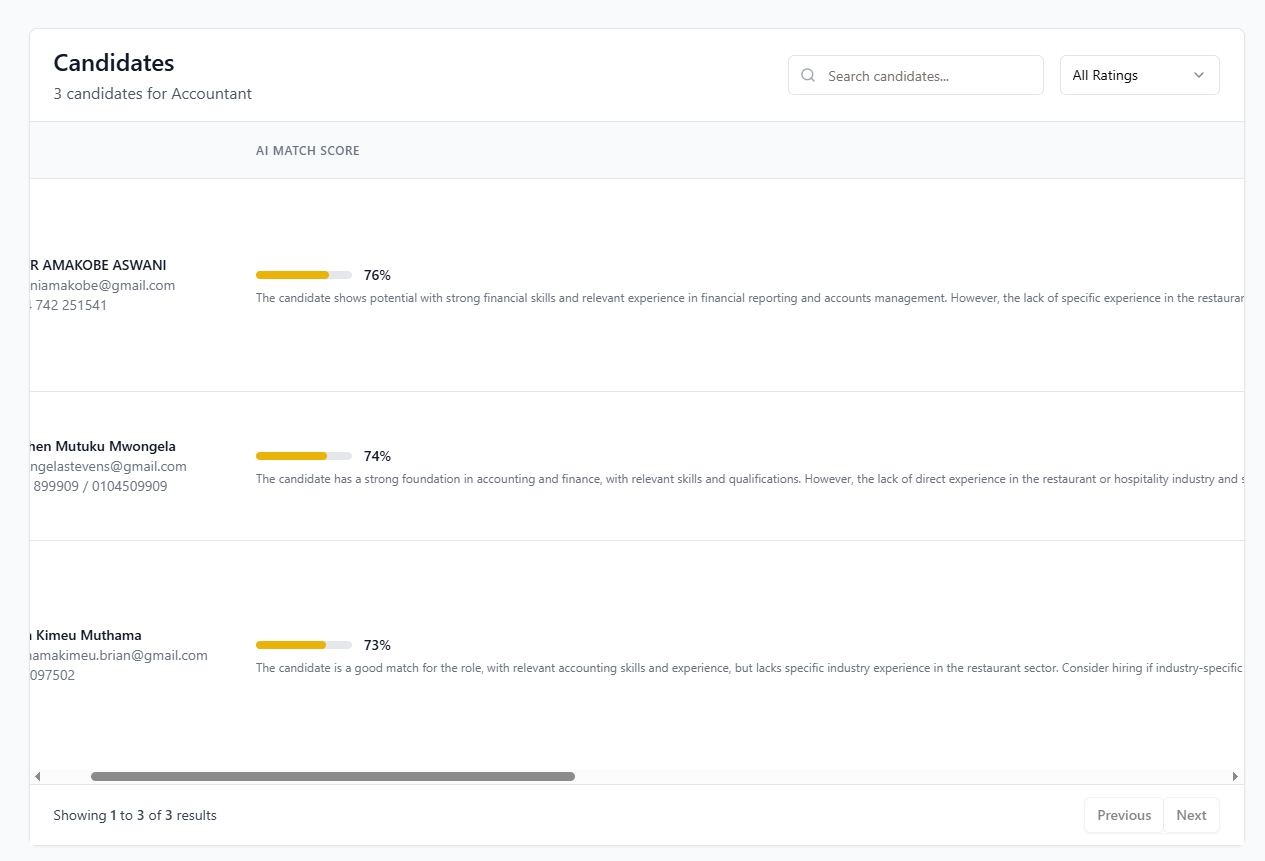 Candidates
3 candidates for Accountant
Search candidates...
All Ratings
AI MATCH SCORE
R AMAKOBE ASWANI
niamakobe@gmail.com
742 251541
76%
The candidate shows potential with strong financial skills and relevant experience in financial reporting and accounts management. However, the lack of specific experience in the
hen Mutuku Mwongela
ngelastevens@gmail.com
899909 / 0104509909
74%
The candidate has a strong foundation in accounting and finance, with relevant skills and qualifications. However, the lack of direct experience in the restaurant or hospitality industry and
Kimeu Muthama
amakimeu.brian@gmail.com
097502
73%
The candidate is a good match for the role, with relevant accounting skills and experience, but lacks specific industry experience in the restaurant sector. Consider hiring if industry-specific
Showing 1 to 3 of 3 results
Previous
Next